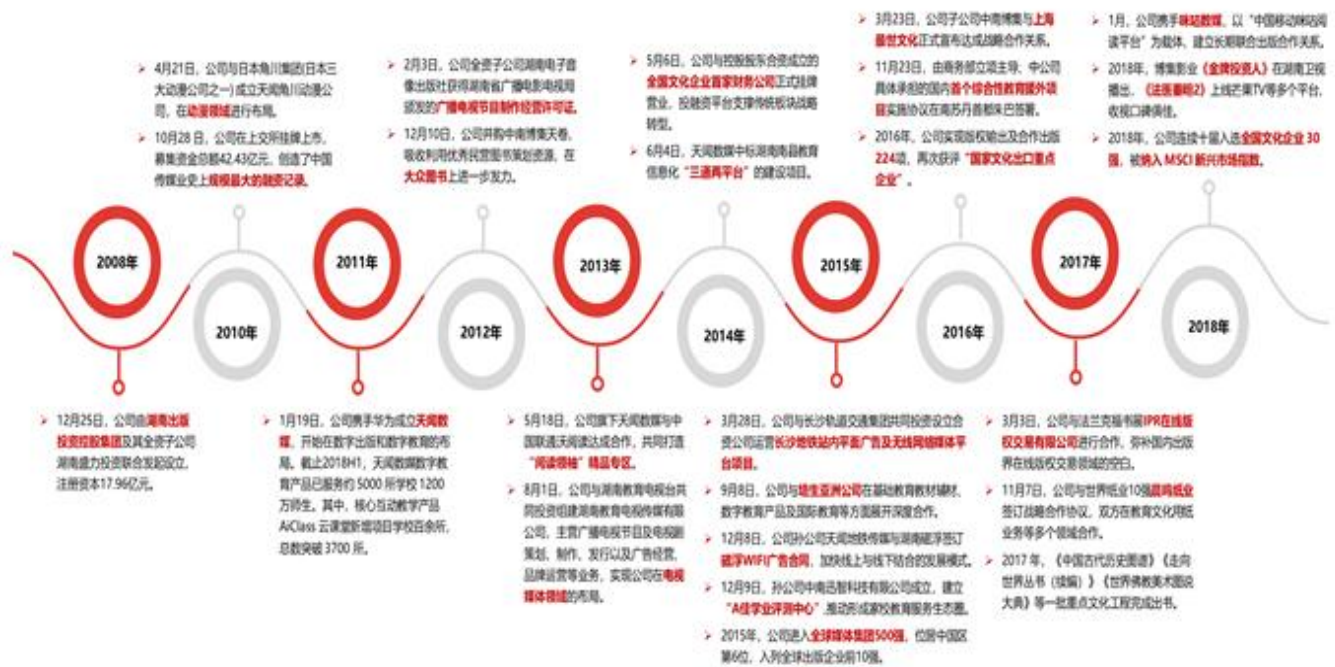 4月21日，公司与日本角川集团(日本三
大动漫公司之一) 成立天闻角川动漫公
司，在动漫领域进行布局。
10月28 日，公司在上交所挂牌上市，
募集资金总额42.43亿元，创造了中国
传媒业史上规模最大的融资记录。
2月3日，公司全资子公司湖南电子音
像出版社获得湖南省广播电影电视局
颁发的广播电视节目制作经营许可证。
12月10日，公司并购中南博集天卷，
吸收利用优秀民营图书策划资源，在
大众图书上进一步发力。
5月6日，公司与控股股东合资成立的
全国文化企业首家财务公司正式挂牌
营业，投融资平台支撑传统板块战略
转型。
6月4日，天闻数媒中标湖南南县教育
信息化“三通两平台”的建设项目。
3月23日，公司子公司中南博集与上海
最世文化正式宣布达成战略合作关系。
11月23日，由商务部立项主导、中公司
具体承担的国内首个综合性教育援外项
目实施协议在南苏丹首都朱巴签署。
2016年，公司实现版权输出及合作出版
224项，再次获评“国家文化出口重点
企业”。
1月，公司携手咪咕数媒，以“中国移动咪咕阅
读平台”为载体，建立长期联合出版合作关系。
2018年，博集影业《金牌投资人》在湖南卫视
播出，《法医秦明2》上线芒果TV等多个平台，
收视口碑俱佳。
2018年，公司连续十届入选全国文化企业 30
强，被纳入 MSCI 新兴市场指数。
2008年
2010年
2011年
2012年
2013年
2014年
2015年
2016年
2017年
2018年
12月25日，公司由湖南出版
投资控股集团及其全资子公司
湖南盛力投资联合发起设立，
注册资本17.96亿元。
1月19日，公司携手华为成立天闻数
媒，开始在数字出版和数字教育的布
局。截止2018H1，天闻数媒数字教
育产品已服务约 5000 所学校 1200
万师生。其中，核心互动教学产品
AiClass 云课堂新增项目学校百余所，
总数突破 3700 所。
5月18日，公司旗下天闻数媒与中
国联通沃阅读达成合作，共同打造
“阅读领袖”精品专区。
8月1日，公司与湖南教育电视台共
同投资组建湖南教育电视传媒有限
公司，主营广播电视节目及电视剧
策划、制作、发行以及广告经营、
品牌运营等业务，实现公司在电视
媒体领域的布局。
3月28日，公司与长沙轨道交通集团共同投资设立合
资公司运营长沙地铁站内平面广告及无线网络媒体平
台项目。
9月8日，公司与培生亚洲公司在基础教育教材辅材、
数字教育产品及国际教育等方面展开深度合作。
12月8日，公司孙公司天闻地铁传媒与湖南磁浮签订
磁浮WIFI广告合同，加快线上与线下结合的发展模式。
12月9日，孙公司中南迅智科技有限公司成立，建立
“A佳学业评测中心”,推动形成家校教育服务生态圈。
2015年，公司进入全球媒体集团500强，位居中国区
第6位，入列全球出版企业前10强。
3月3日，公司与法兰克福书展IPR在线版
权交易有限公司进行合作，弥补国内出版
界在线版权交易领域的空白。
11月7日，公司与世界纸业10强晨鸣纸业
签订战略合作协议，双方在教育文化用纸
业务等多个领域合作。
2017 年，《中国古代历史图谱》《走向
世界丛书（续编）》《世界佛教美术图说
大典》等一批重点文化工程完成出书。